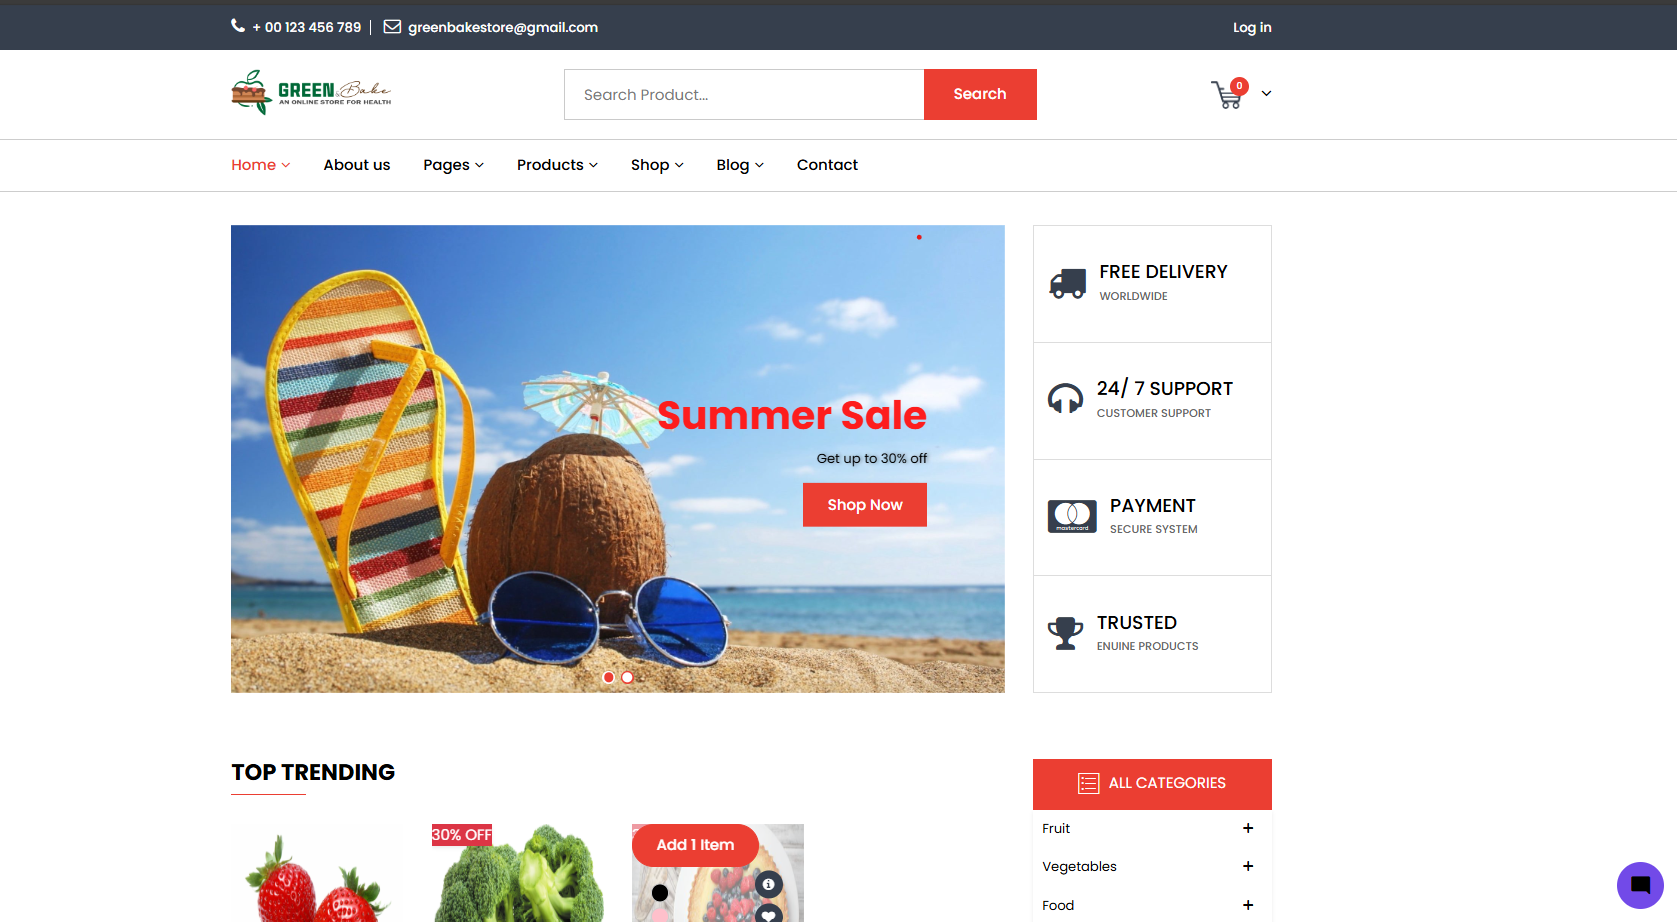 + 00 123 456 789
greenbakestore@gmail.com
Log in
GREEN & Bake
AN ONLINE STORE FOR HEALTH
Search Product...
Search
0
Home
About us
Pages
Products
Shop
Blog
Contact
Summer Sale
Get up to 30% off
Shop Now
FREE DELIVERY
WORLDWIDE
24/ 7 SUPPORT
CUSTOMER SUPPORT
mastercard
PAYMENT
SECURE SYSTEM
TRUSTED
ENUINE PRODUCTS
TOP TRENDING
30% OFF
Add 1 Item
ALL CATEGORIES
Fruit
Vegetables
Food